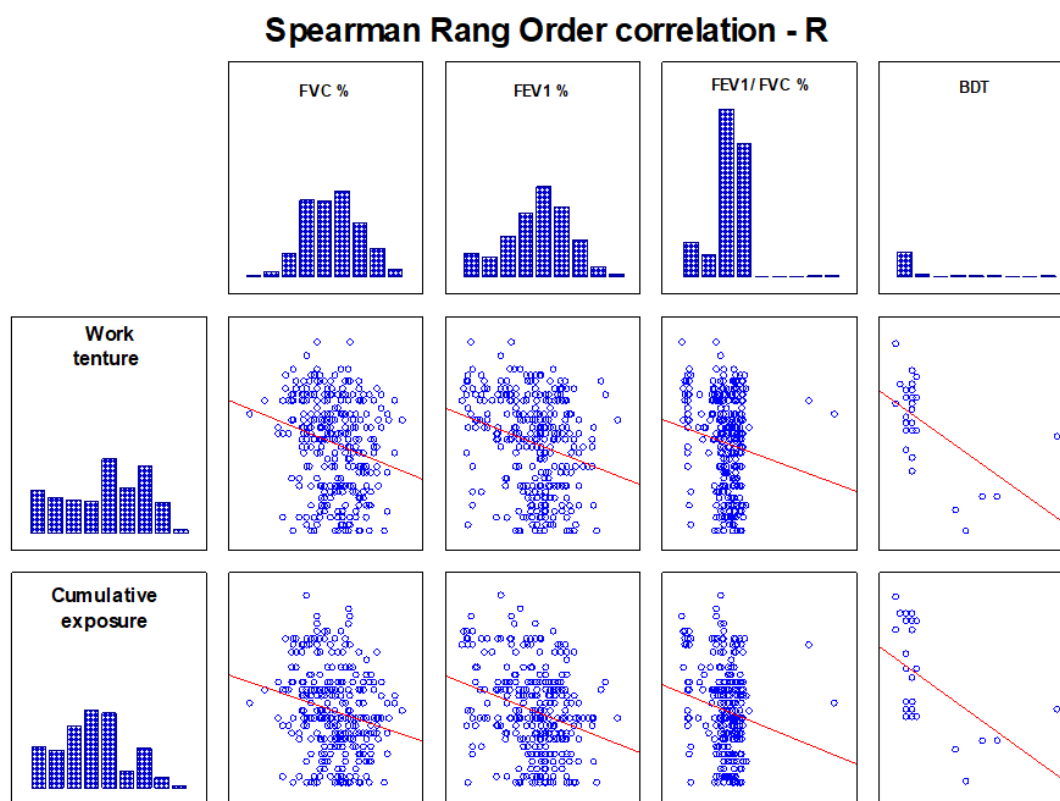 Spearman Rang Order correlation - R
FVC %
FEV1 %
FEV1/ FVC %
BDT
Work
tenture
Cumulative
exposure